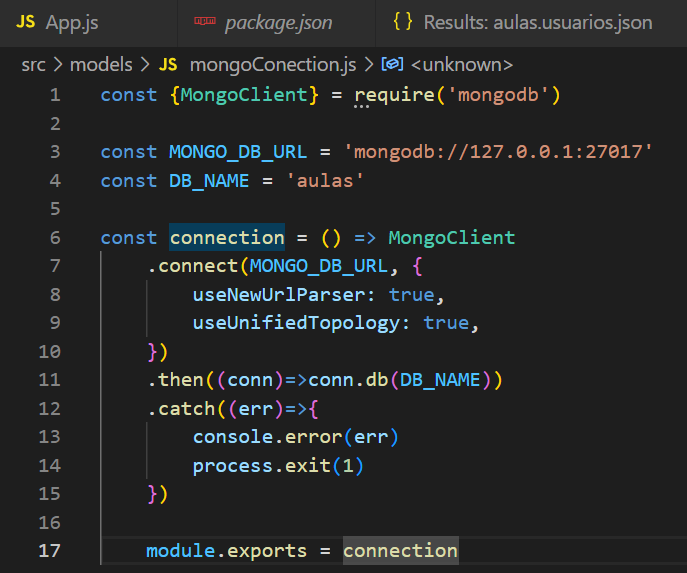 JS App.js npm package.json {} Results: aulas.usuarios.json
src > models > JS mongoConection.js > <unknown>
1 const {MongoClient} = require('mongodb')
2
3 const MONGO_DB_URL = 'mongodb://127.0.0.1:27017'
4 const DB_NAME = 'aulas'
5
6 const connection = () => MongoClient
7 .connect(MONGO_DB_URL, {
8 useNewUrlParser: true,
9 useUnifiedTopology: true,
10 })
11 .then((conn)=>conn.db(DB_NAME))
12 .catch((err)=>{
13 console.error(err)
14 process.exit(1)
15 })
16
17 module.exports = connection